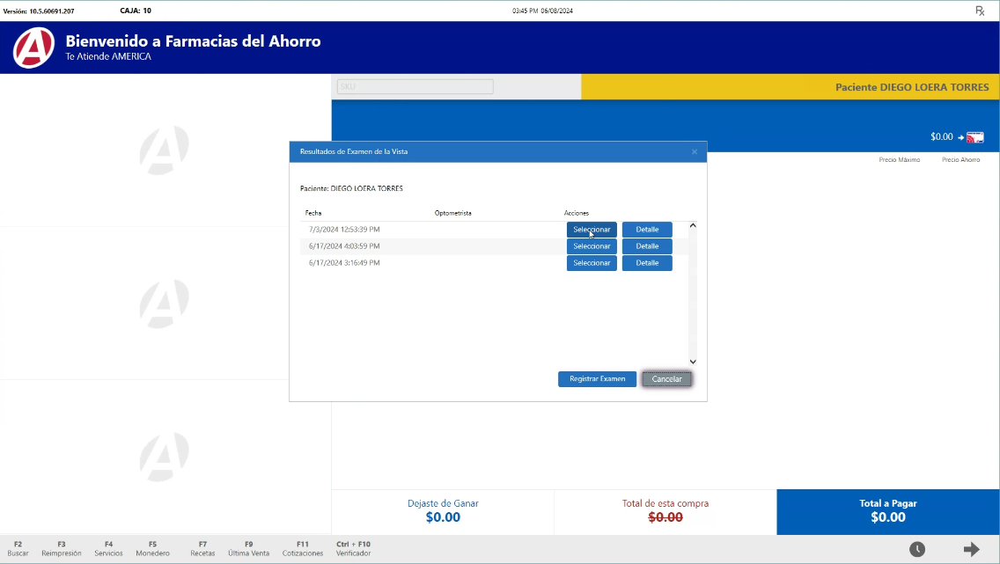 Versión: 10.5.60691.207
CAJA: 10
03:45 PM 06/08/2024
Bienvenido a Farmacias del Ahorro
Te Atiende AMERICA
SKU
Paciente DIEGO LOERA TORRES
$0.00
Precio Máximo Precio Ahorro
Resultados de Examen de la Vista
Paciente: DIEGO LOERA TORRES
Fecha Optometrista Acciones
7/3/2024 12:53:39 PM Seleccionar Detalle
6/17/2024 4:03:59 PM Seleccionar Detalle
6/17/2024 3:16:49 PM Seleccionar Detalle
Registrar Examen Cancelar
Dejaste de Ganar
$0.00
Total de esta compra
$0.00
Total a Pagar
$0.00
F2 F3 F4 F5 F7 F9 F11 Ctrl + F10
Buscar Reimpresión Servicios Monedero Recetas Última Venta Cotizaciones Verificador